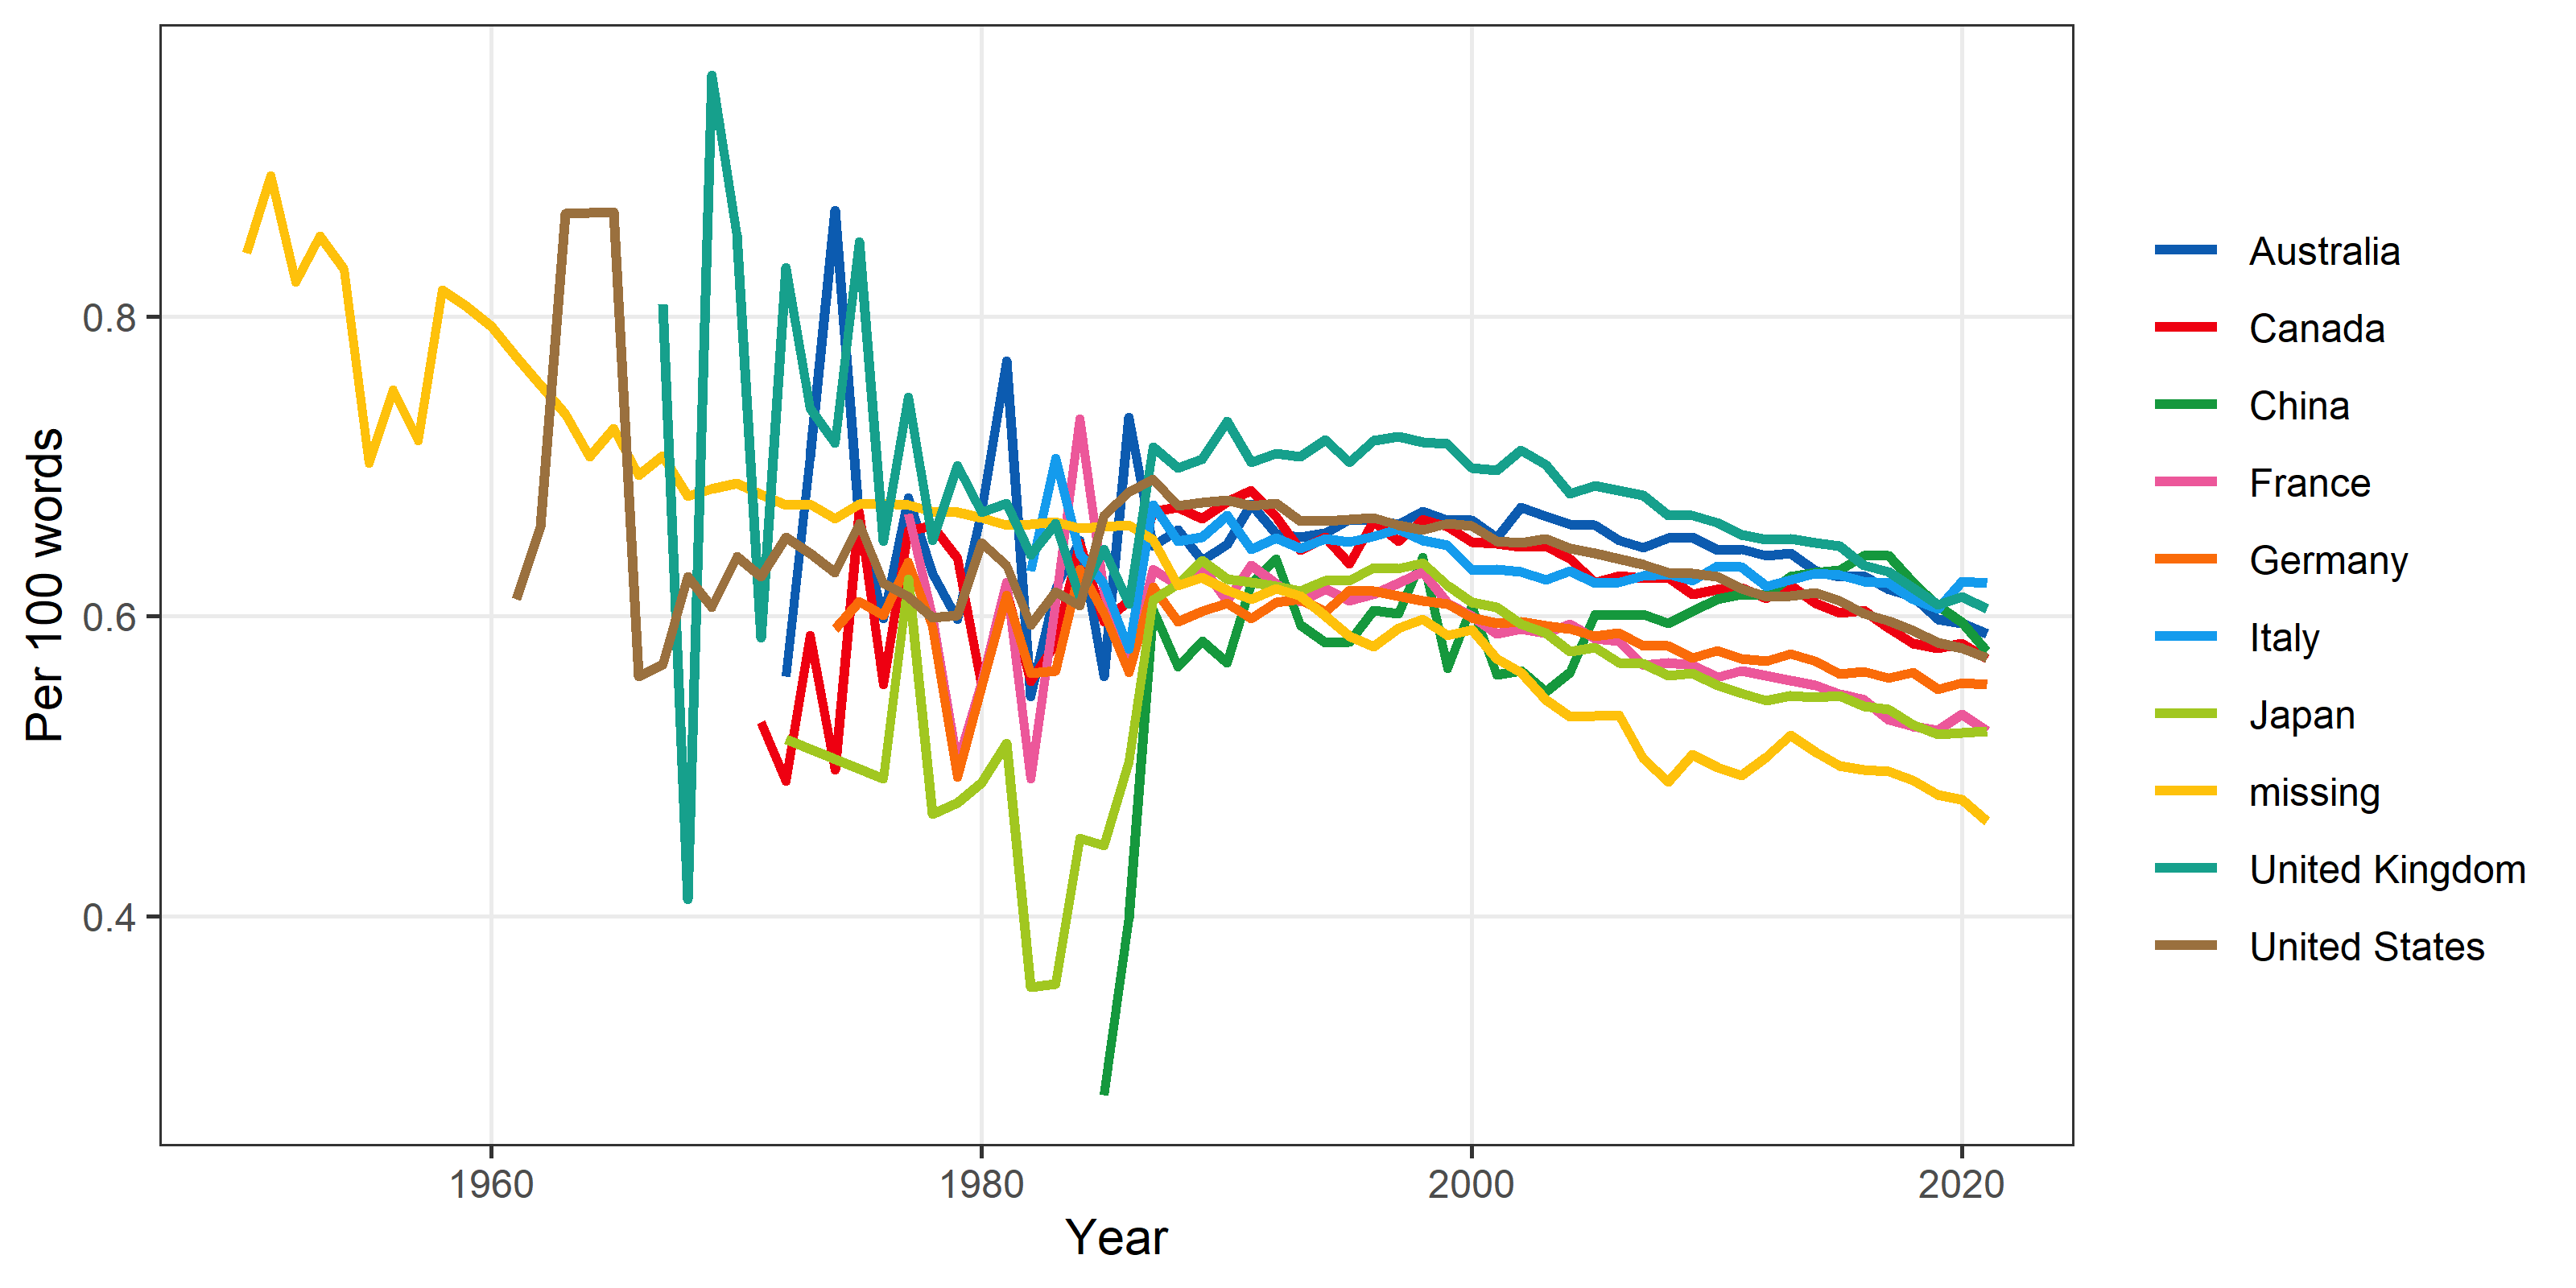 Per 100 words
0.8
0.6
0.4
1960
1980
2000
2020
Year
Australia
Canada
China
France
Germany
Italy
Japan
missing
United Kingdom
United States